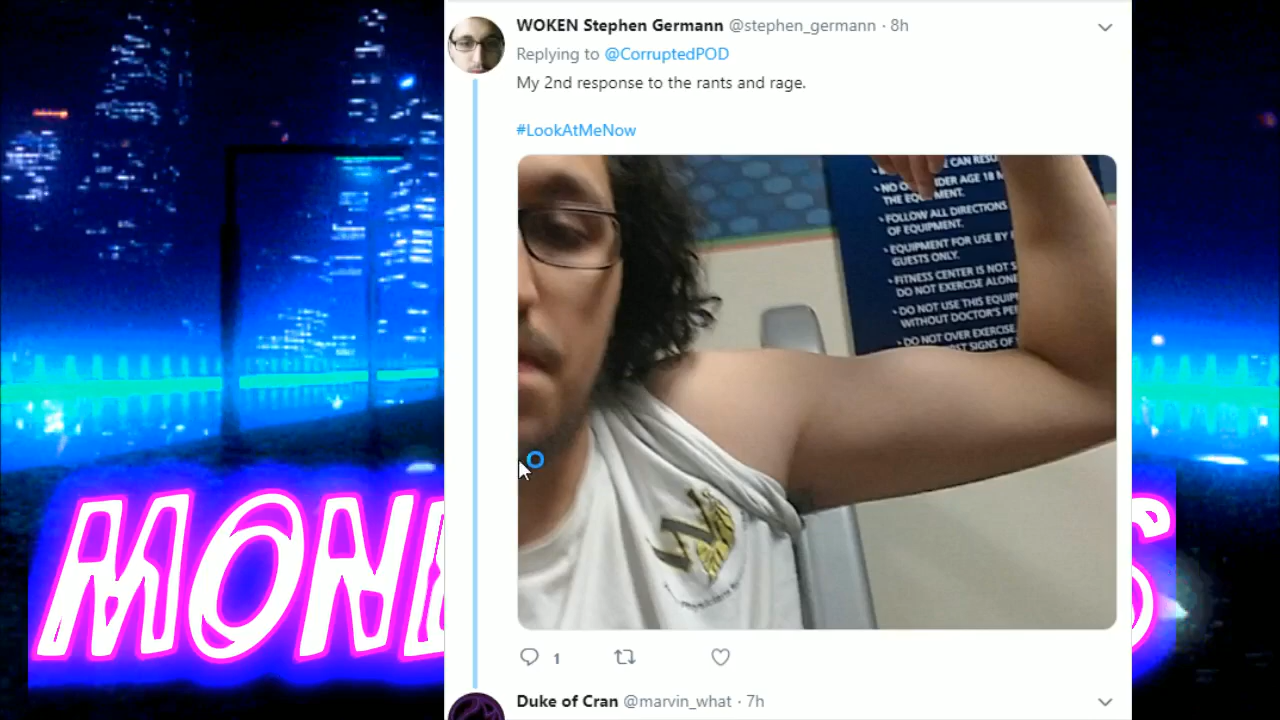 WOKEN Stephen Germann @stephen_germann · 8h
Replying to @CorruptedPOD
My 2nd response to the rants and rage.
#LookAtMeNow
CAN RESU
NO DER AGE 18 M
THE EQ MENT.
FOLLOW ALL DIRECTIONS
OF EQUIPMENT.
EQUIPMENT FOR USE BY
GUESTS ONLY.
FITNESS CENTER IS NOT S
DO NOT EXERCISE ALONE
DO NOT USE THIS EQUIP
WITHOUT DOCTOR'S PE
DO NOT OVER EXERCISE.
SIGNS OF
MON
S
1
Duke of Cran @marvin_what · 7h